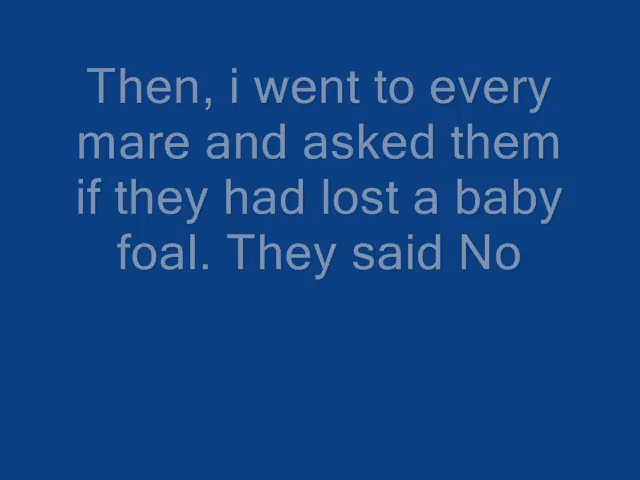 Then, i went to every
mare and asked them
if they had lost a baby
foal. They said No